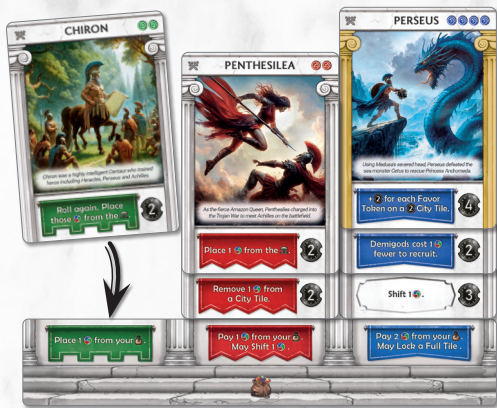 CHIRON
Chiron was a highly intelligent Centaur who trained
heros including Heracles, Perseus and Achilles.
Roll again. Place
those from the
2
PENTHESILEA
As the fierce Amazon Queen, Penthesilea charged into
the Trojan War to meet Achilles on the battlefield.
Place 1 from the .
2
Remove 1 from
a City Tile.
2
PERSEUS
Using Medusa's severed head, Perseus defeated the
sea monster Cetus to rescue Princess Andromeda.
+ 2 for each Favor
Token on a 2 City Tile.
4
Demigods cost 1
fewer to recruit.
2
Shift 1 .
3
Place 1 from your .
Pay 1 from your .
May Shift 1 .
Pay 2 from your .
May Lock a Full Tile .